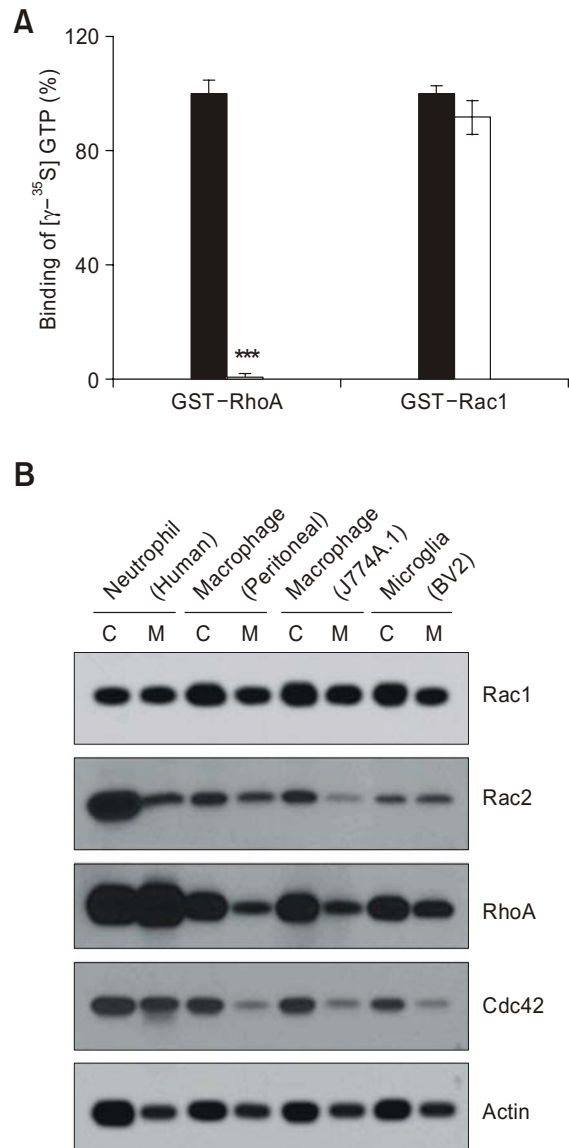 A
Binding of [γ-³⁵S] GTP (%)
120
100
80
40
0
***
GST-RhoA
GST-Rac1
B
Neutrophil
(Human)
Macrophage
(Peritoneal)
Macrophage
(J774A.1)
Microglia
(BV2)
C M C M C M C M
Rac1
Rac2
RhoA
Cdc42
Actin